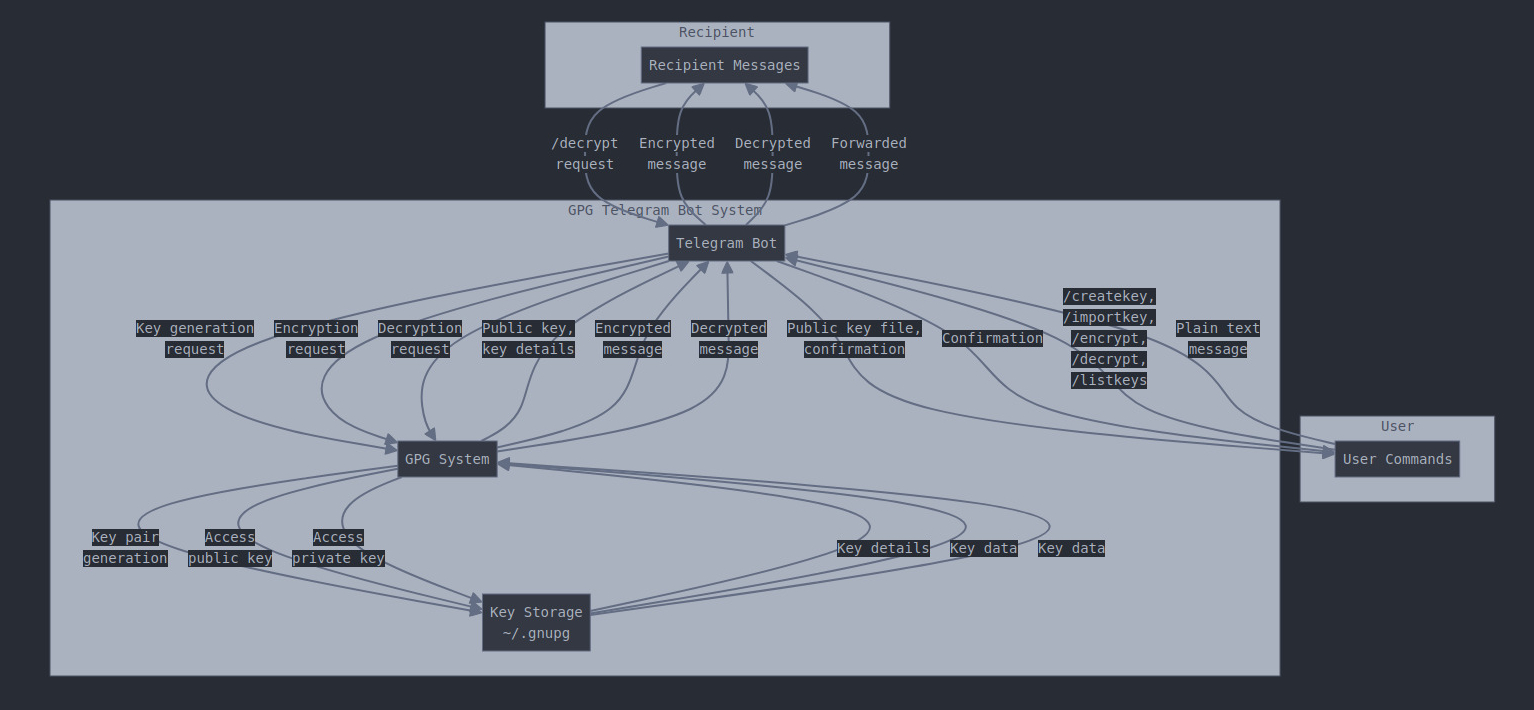 Recipient
Recipient Messages
/decrypt
request
Encrypted
message
Decrypted
message
Forwarded
message
GPG Telegram Bot System
Telegram Bot
Key generation
request
Encryption
request
Decryption
request
Public key,
key details
Encrypted
message
Decrypted
message
Public key file,
confirmation
Confirmation
/createkey,
/importkey,
/encrypt,
/decrypt,
/listkeys
Plain text
message
User
User Commands
GPG System
Key pair
generation
Access
public key
Access
private key
Key details
Key data
Key data
Key Storage
~/.gnupg